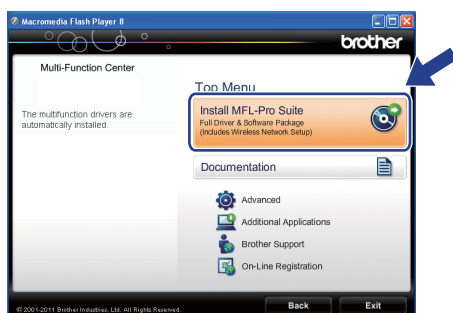 Macromedia Flash Player 8
brother
Multi-Function Center
The multifunction drivers are
automatically installed.
Top Menu
Install MFL-Pro Suite
Full Driver & Software Package
(Includes Wireless Network Setup)
Documentation
Advanced
Additional Applications
Brother Support
On-Line Registration
© 2001-2011 Brother Industries, Ltd. All Rights Reserved.
Back
Exit